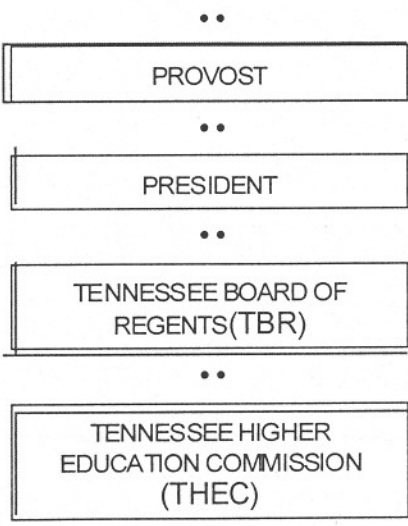 PROVOST
PRESIDENT
TENNESSEE BOARD OF
REGENTS(TBR)
TENNESSEE HIGHER
EDUCATION COMMISSION
(THEC)